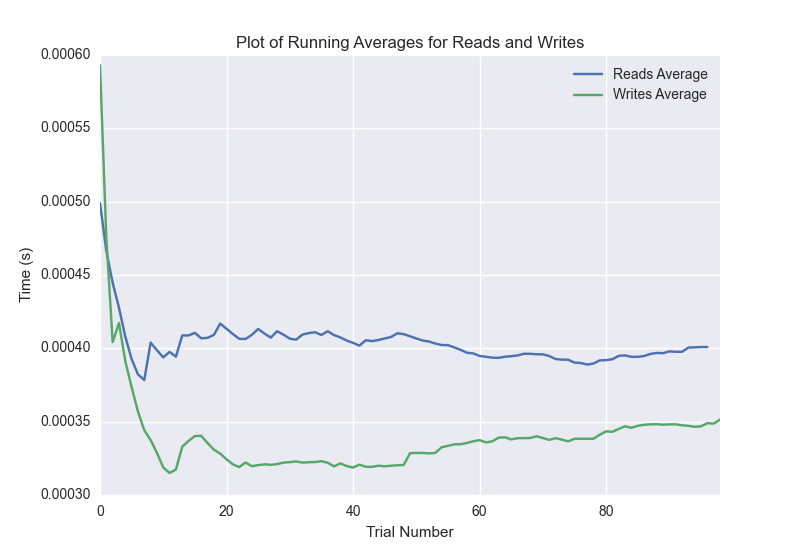 Plot of Running Averages for Reads and Writes
0.00060
0.00055
0.00050
0.00045
0.00040
0.00035
0.00030
Time (s)
Reads Average
Writes Average
0
20
40
60
80
Trial Number